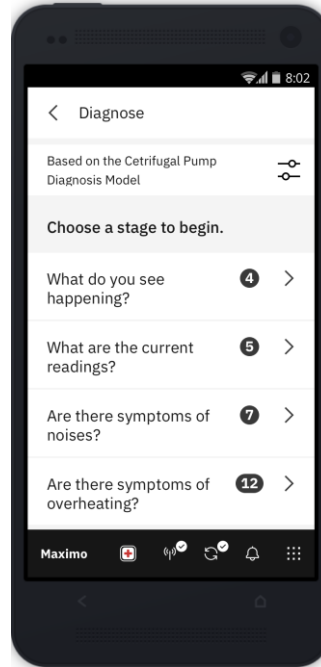 8:02
Diagnose
Based on the Cetrifugal Pump
Diagnosis Model
Choose a stage to begin.
What do you see
happening?
4
What are the current
readings?
5
Are there symptoms of
noises?
7
Are there symptoms of
overheating?
12
Maximo